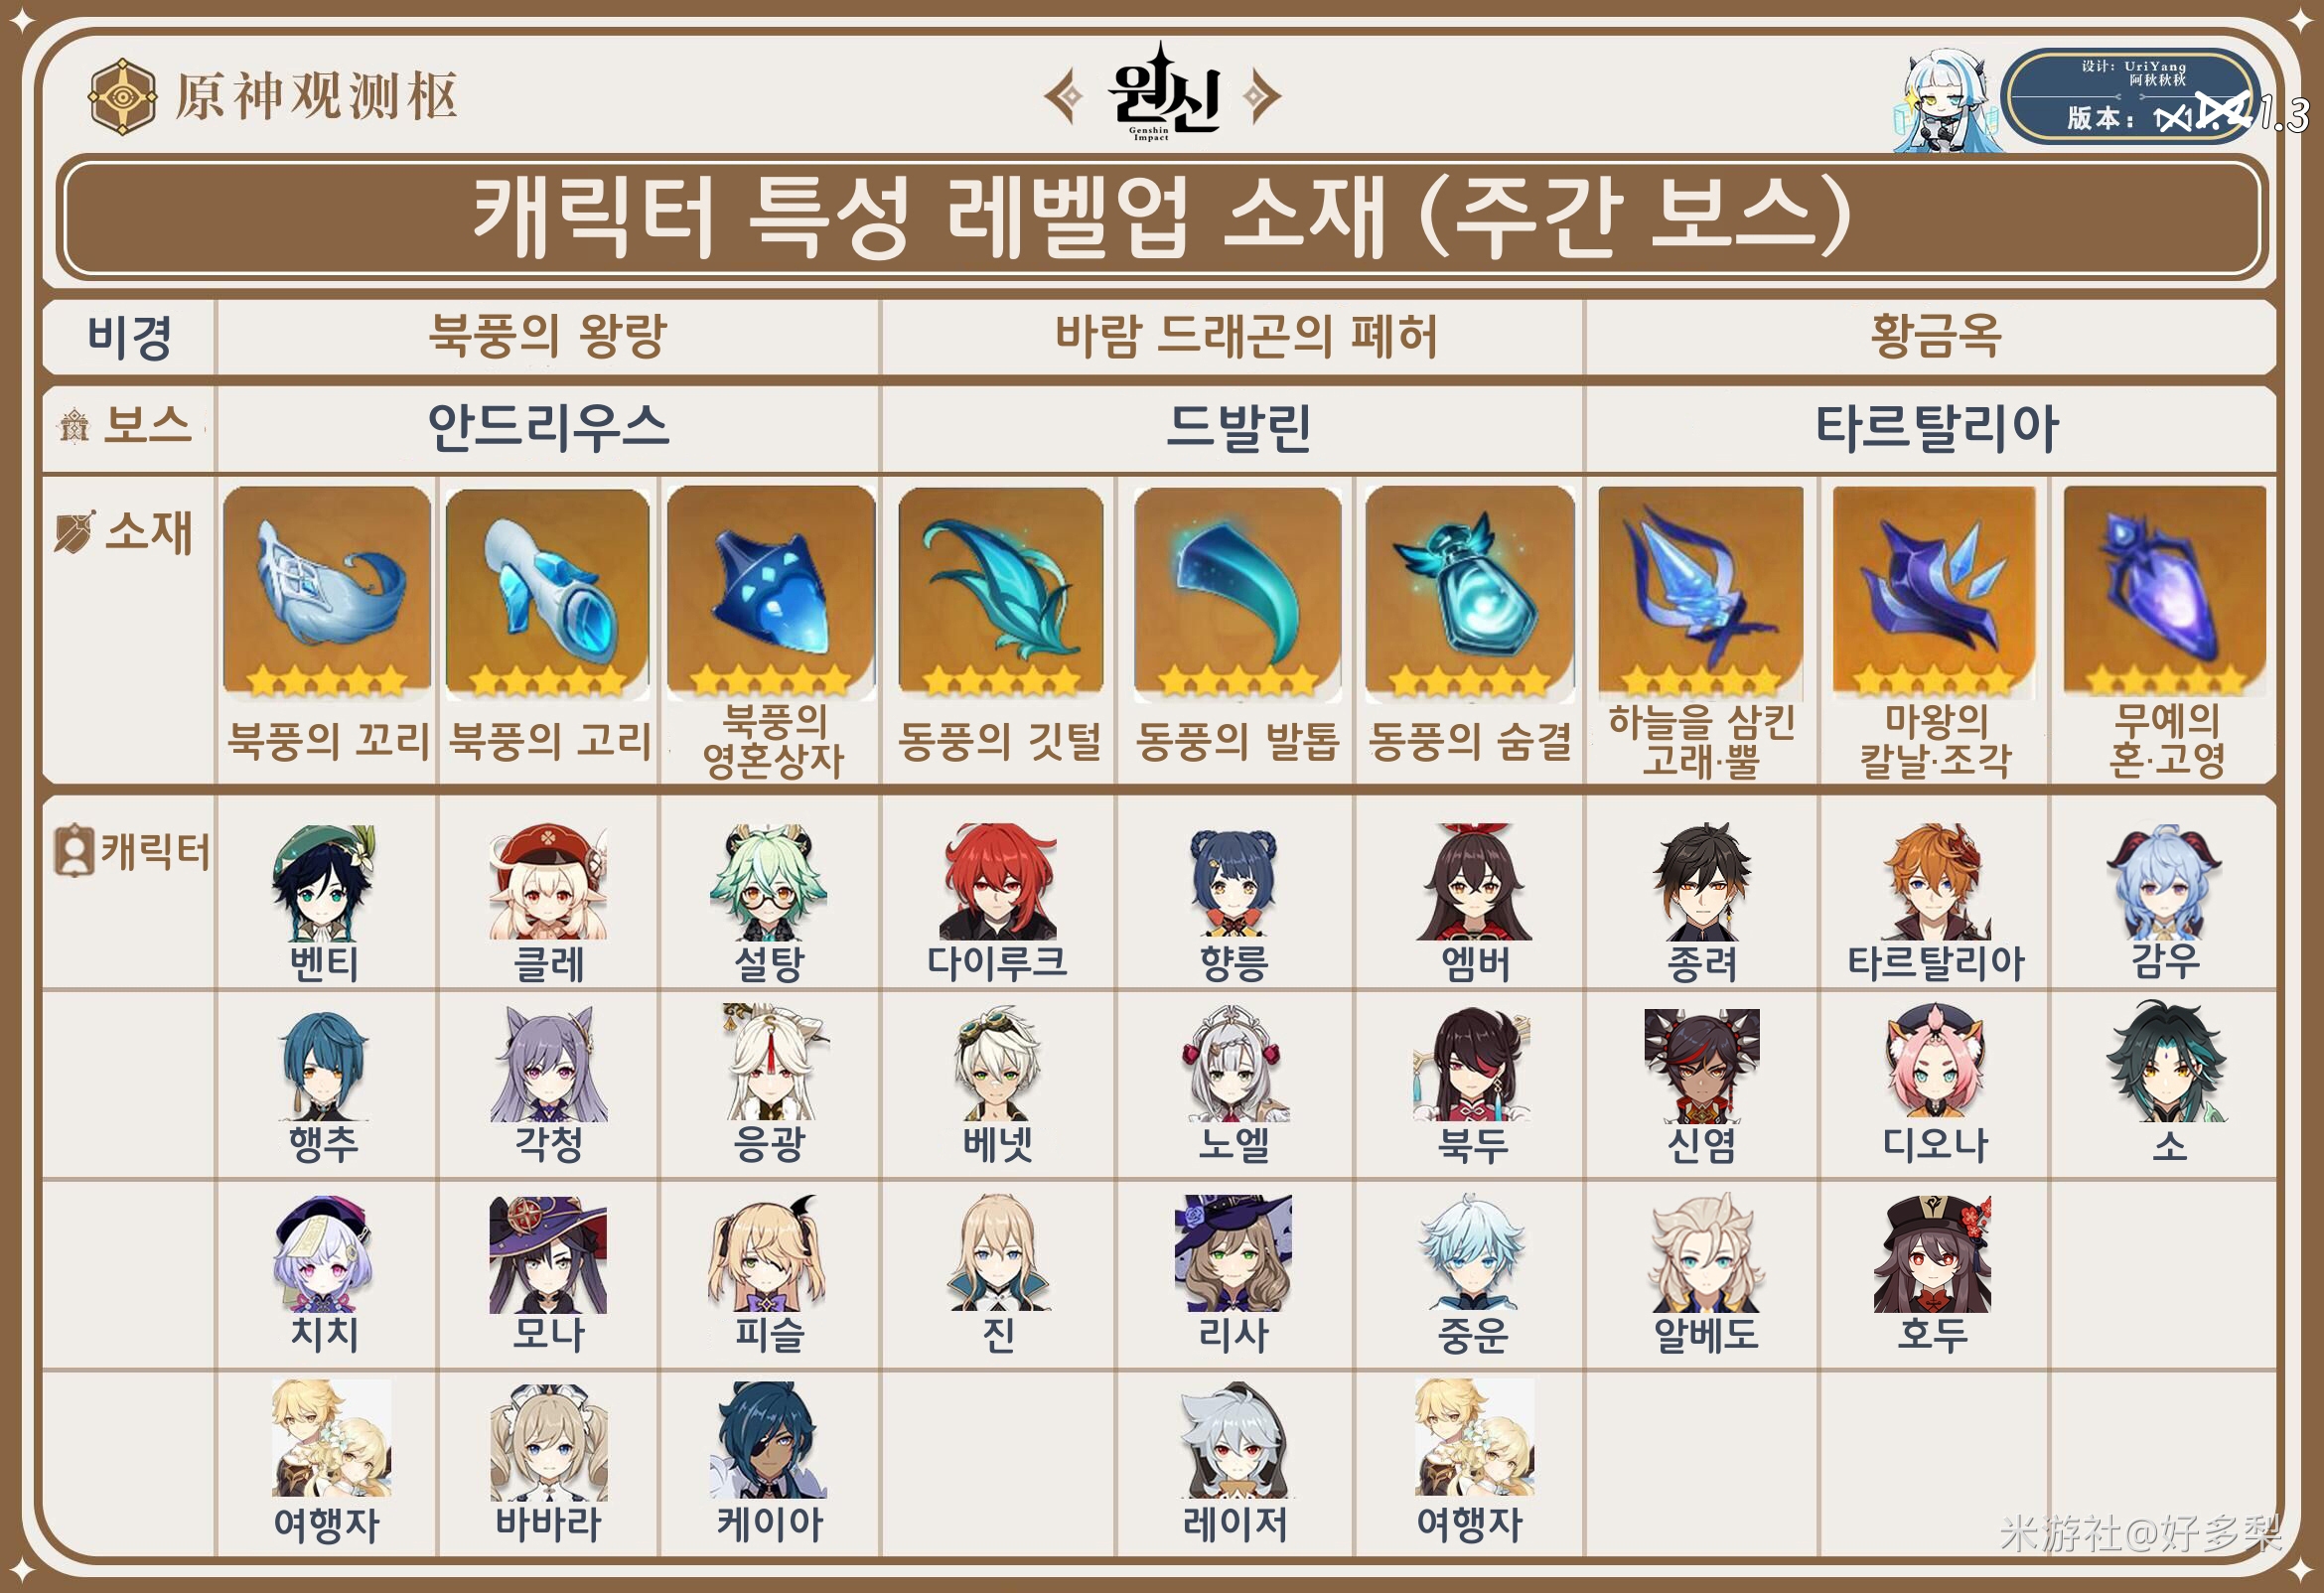 原神观测枢
원신
Genshin
Impact
设计: UriYang
阿秋秋秋
版本: 1.3
캐릭터 특성 레벨업 소재 (주간 보스)
비경 북풍의 왕랑 바람 드래곤의 폐허 황금옥
보스 안드리우스 드발린 타르탈리아
소재
북풍의 꼬리 북풍의 고리 북풍의 영혼상자 동풍의 깃털 동풍의 발톱 동풍의 숨결 하늘을 삼킨 고래·뿔 마왕의 칼날·조각 무예의 혼·고영
캐릭터
벤티 클레 설탕 다이루크 향릉 엠버 종려 타르탈리아 감우
행추 각청 응광 베넷 노엘 북두 신염 디오나 소
치치 모나 피슬 진 리사 중운 알베도 호두
여행자 바바라 케이아 레이저 여행자
米游社@好多梨